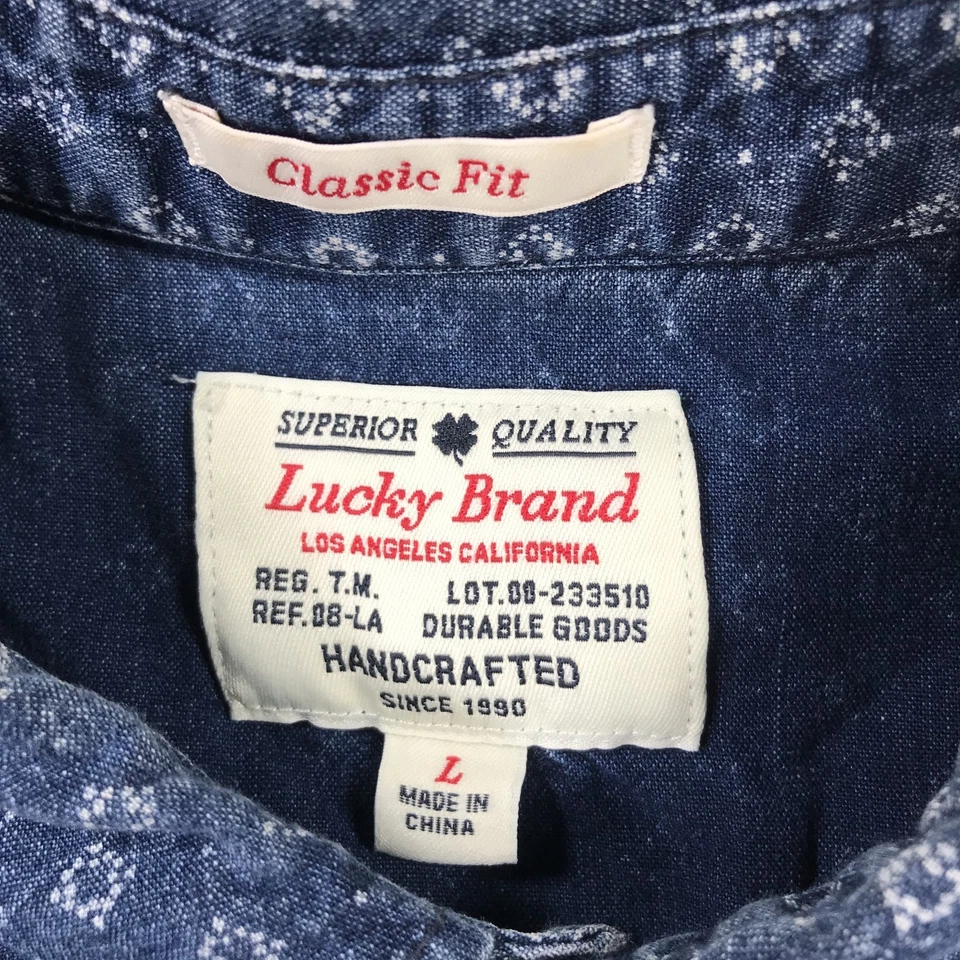 Classic Fit
SUPERIOR QUALITY
Lucky Brand
LOS ANGELES CALIFORNIA
REG. T.M. LOT.00-233510
REF.08-LA DURABLE GOODS
HANDCRAFTED
SINCE 1990
L
MADE IN
CHINA